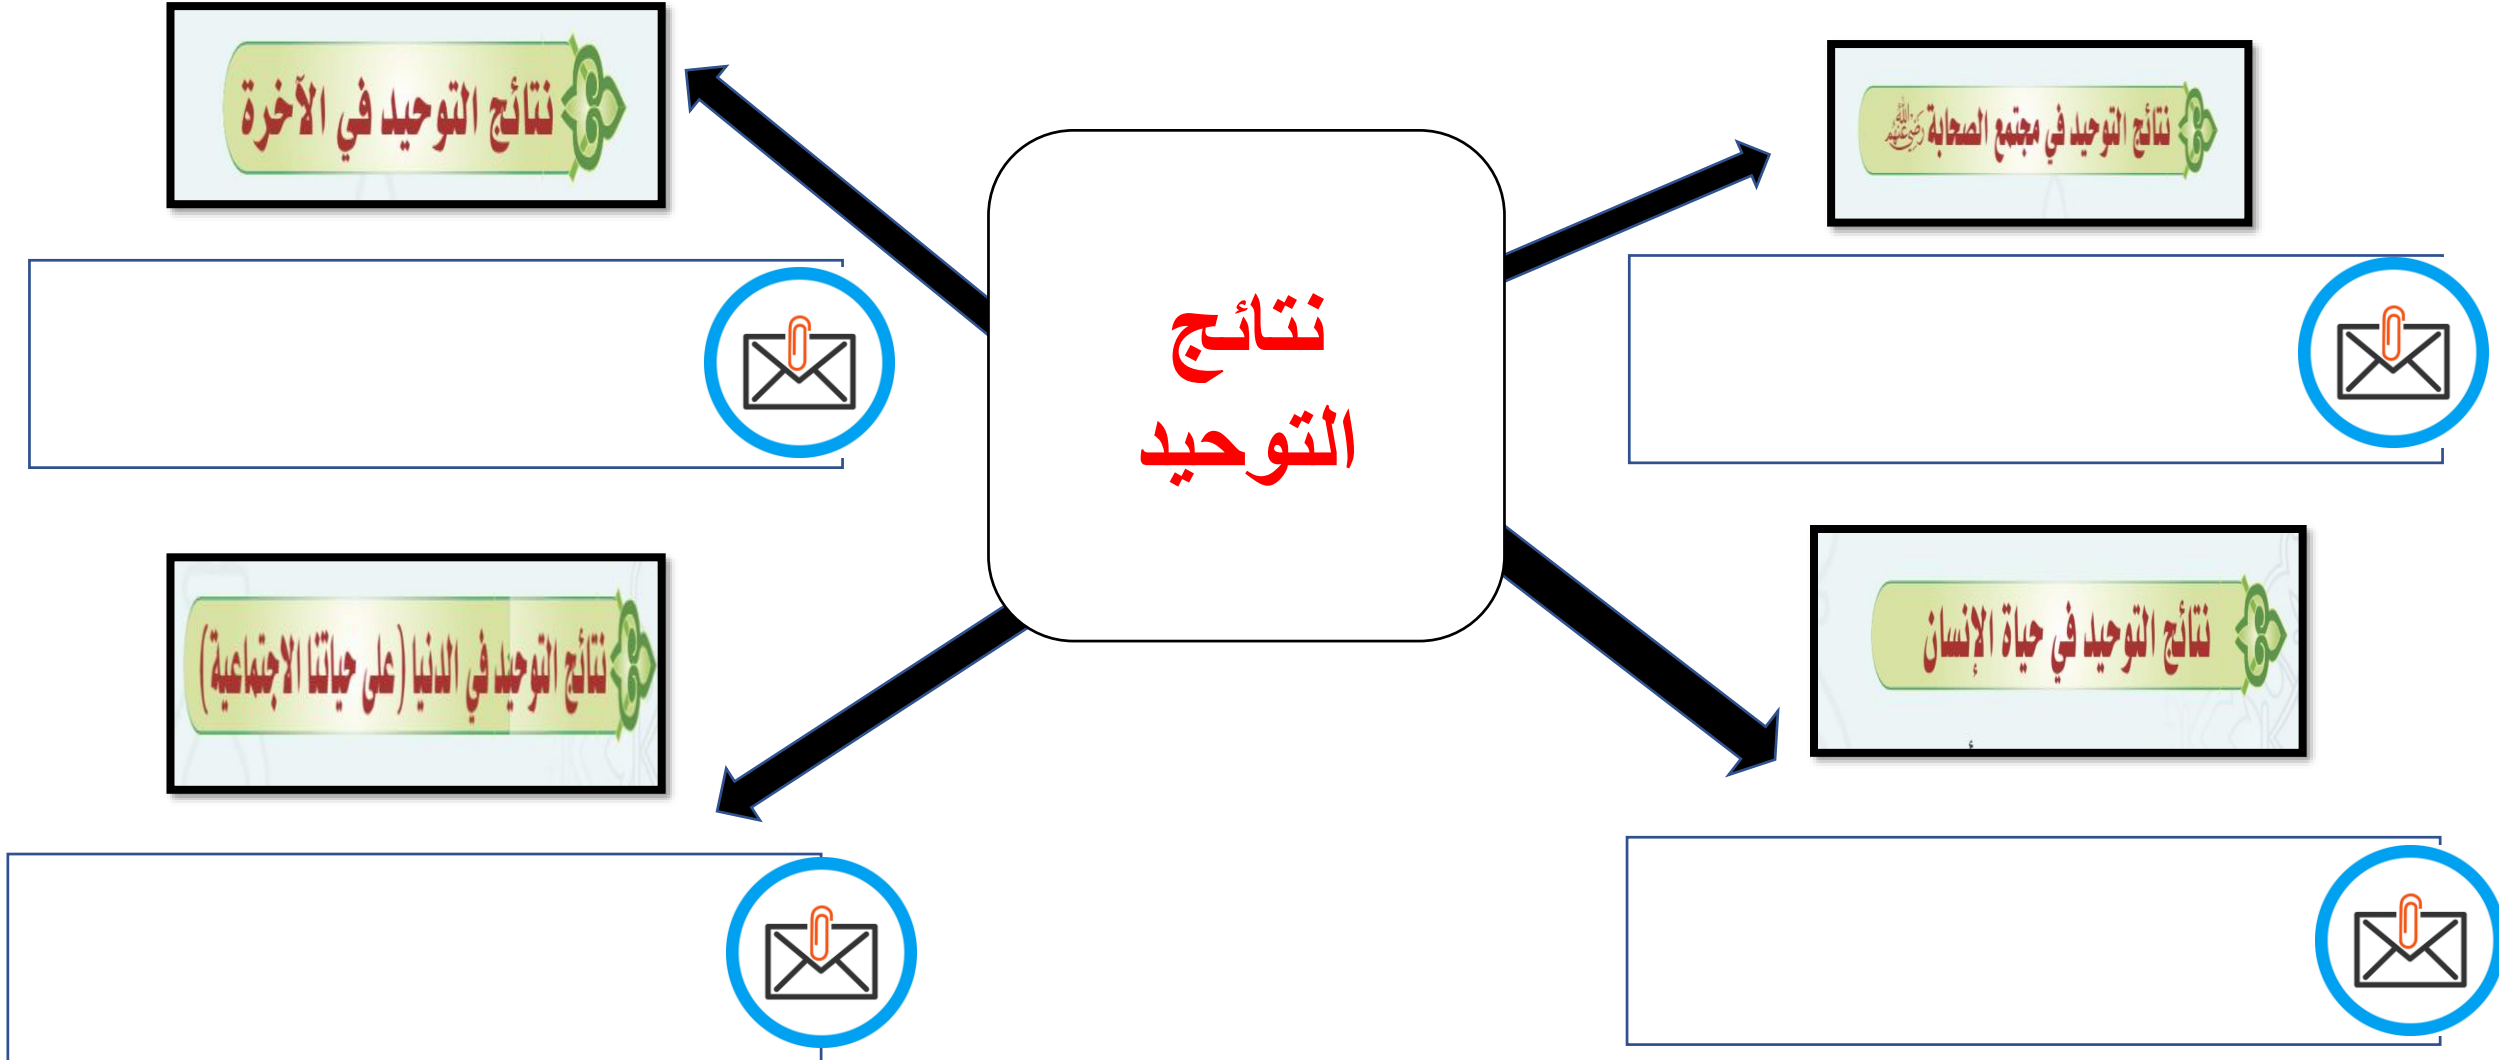 نتائج التوحيد في مجتمع الصحابة رضي الله عنهم
نتائج التوحيد في الآخرة
نتائج
التوحيد
نتائج التوحيد في حياة الإنسان
نتائج التوحيد في الدنيا (على حياتنا الاجتماعية)